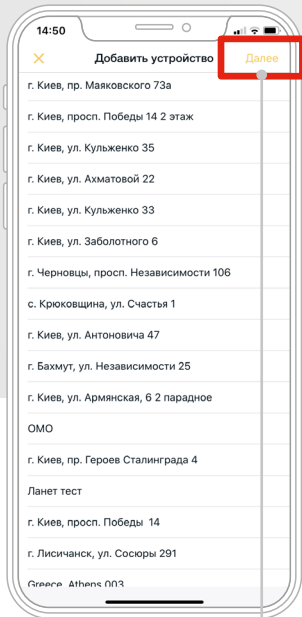 14:50
Добавить устройство
Далее
г. Киев, пр. Маяковского 73а
г. Киев, просп. Победы 14 2 этаж
г. Киев, ул. Кульженко 35
г. Киев, ул. Ахматовой 22
г. Киев, ул. Кульженко 33
г. Киев, ул. Заболотного 6
г. Черновцы, просп. Независимости 106
с. Крюковщина, ул. Счастья 1
г. Киев, ул. Антоновича 47
г. Бахмут, ул. Независимости 25
г. Киев, ул. Армянская, 6 2 парадное
ОМО
г. Киев, пр. Героев Сталинграда 4
Ланет тест
г. Киев, просп. Победы  14
г. Лисичанск, ул. Сосюры 291
Greece, Athens 003